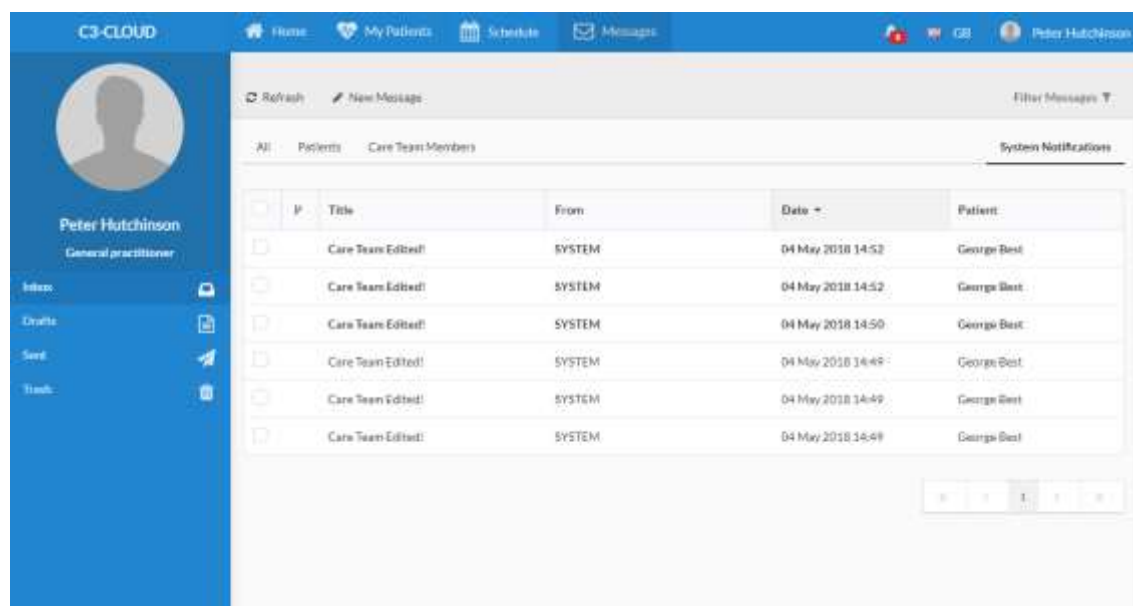 C3-CLOUD Home My Patients Schedule Messages GB Peter Hutchinson
Refresh New Message Filter Messages
All Patients Care Team Members System Notifications
Peter Hutchinson
General practitioner
Inbox
Drafts
Sent
Trash
Title From Date Patient
Care Team Edited! SYSTEM 04 May 2018 14:52 George Best
Care Team Edited! SYSTEM 04 May 2018 14:52 George Best
Care Team Edited! SYSTEM 04 May 2018 14:50 George Best
Care Team Edited! SYSTEM 04 May 2018 14:49 George Best
Care Team Edited! SYSTEM 04 May 2018 14:49 George Best
Care Team Edited! SYSTEM 04 May 2018 14:49 George Best
1